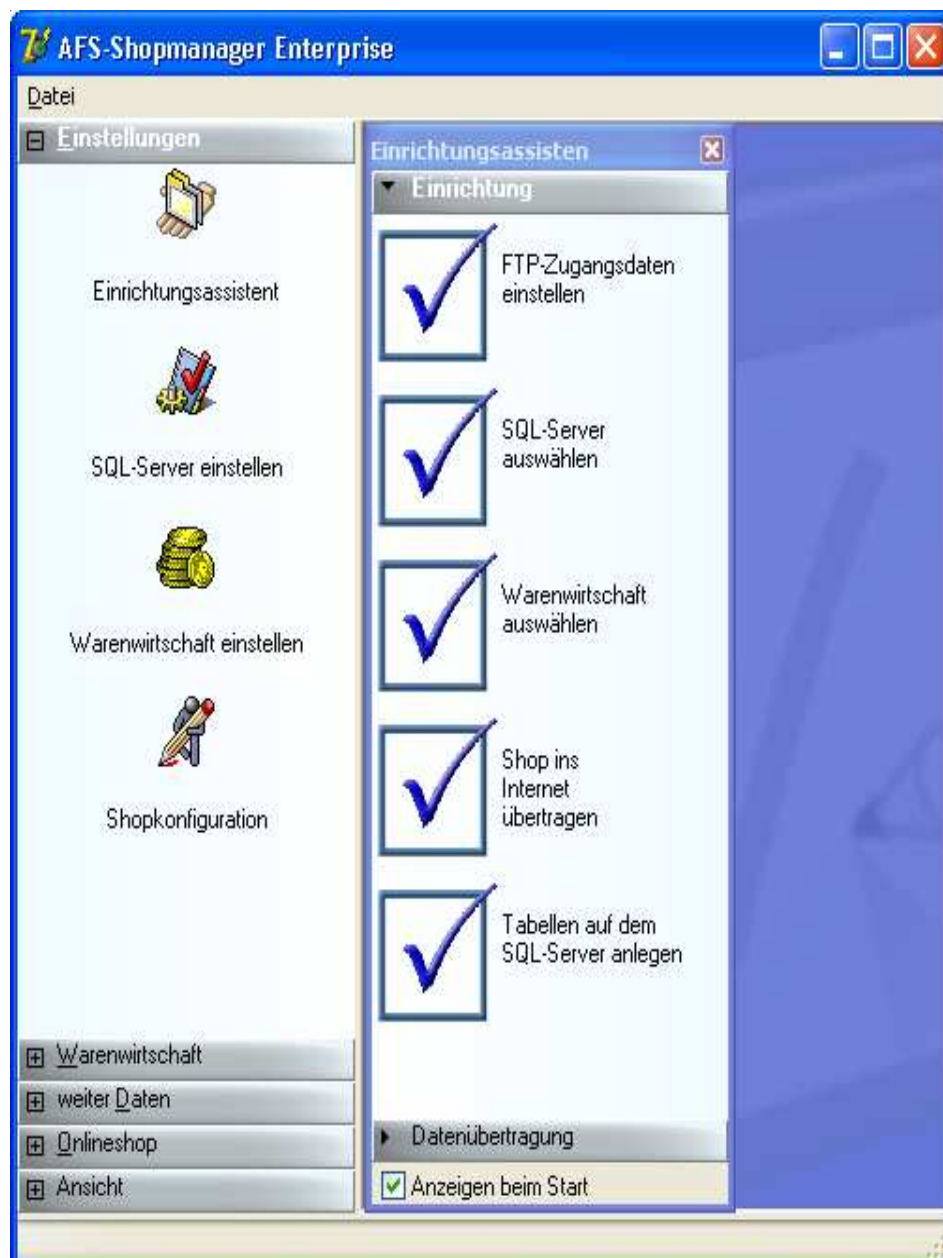 AFS-Shopmanager Enterprise
Datei
Einstellungen
Einrichtungsassistent
SQL-Server einstellen
Warenwirtschaft einstellen
Shopkonfiguration
Warenwirtschaft
weiter Daten
Onlineshop
Ansicht
Einrichtungsassisten
Einrichtung
FTP-Zugangsdaten
einstellen
SQL-Server
auswählen
Warenwirtschaft
auswählen
Shop ins
Internet
übertragen
Tabellen auf dem
SQL-Server anlegen
Datenübertragung
Anzeigen beim Start